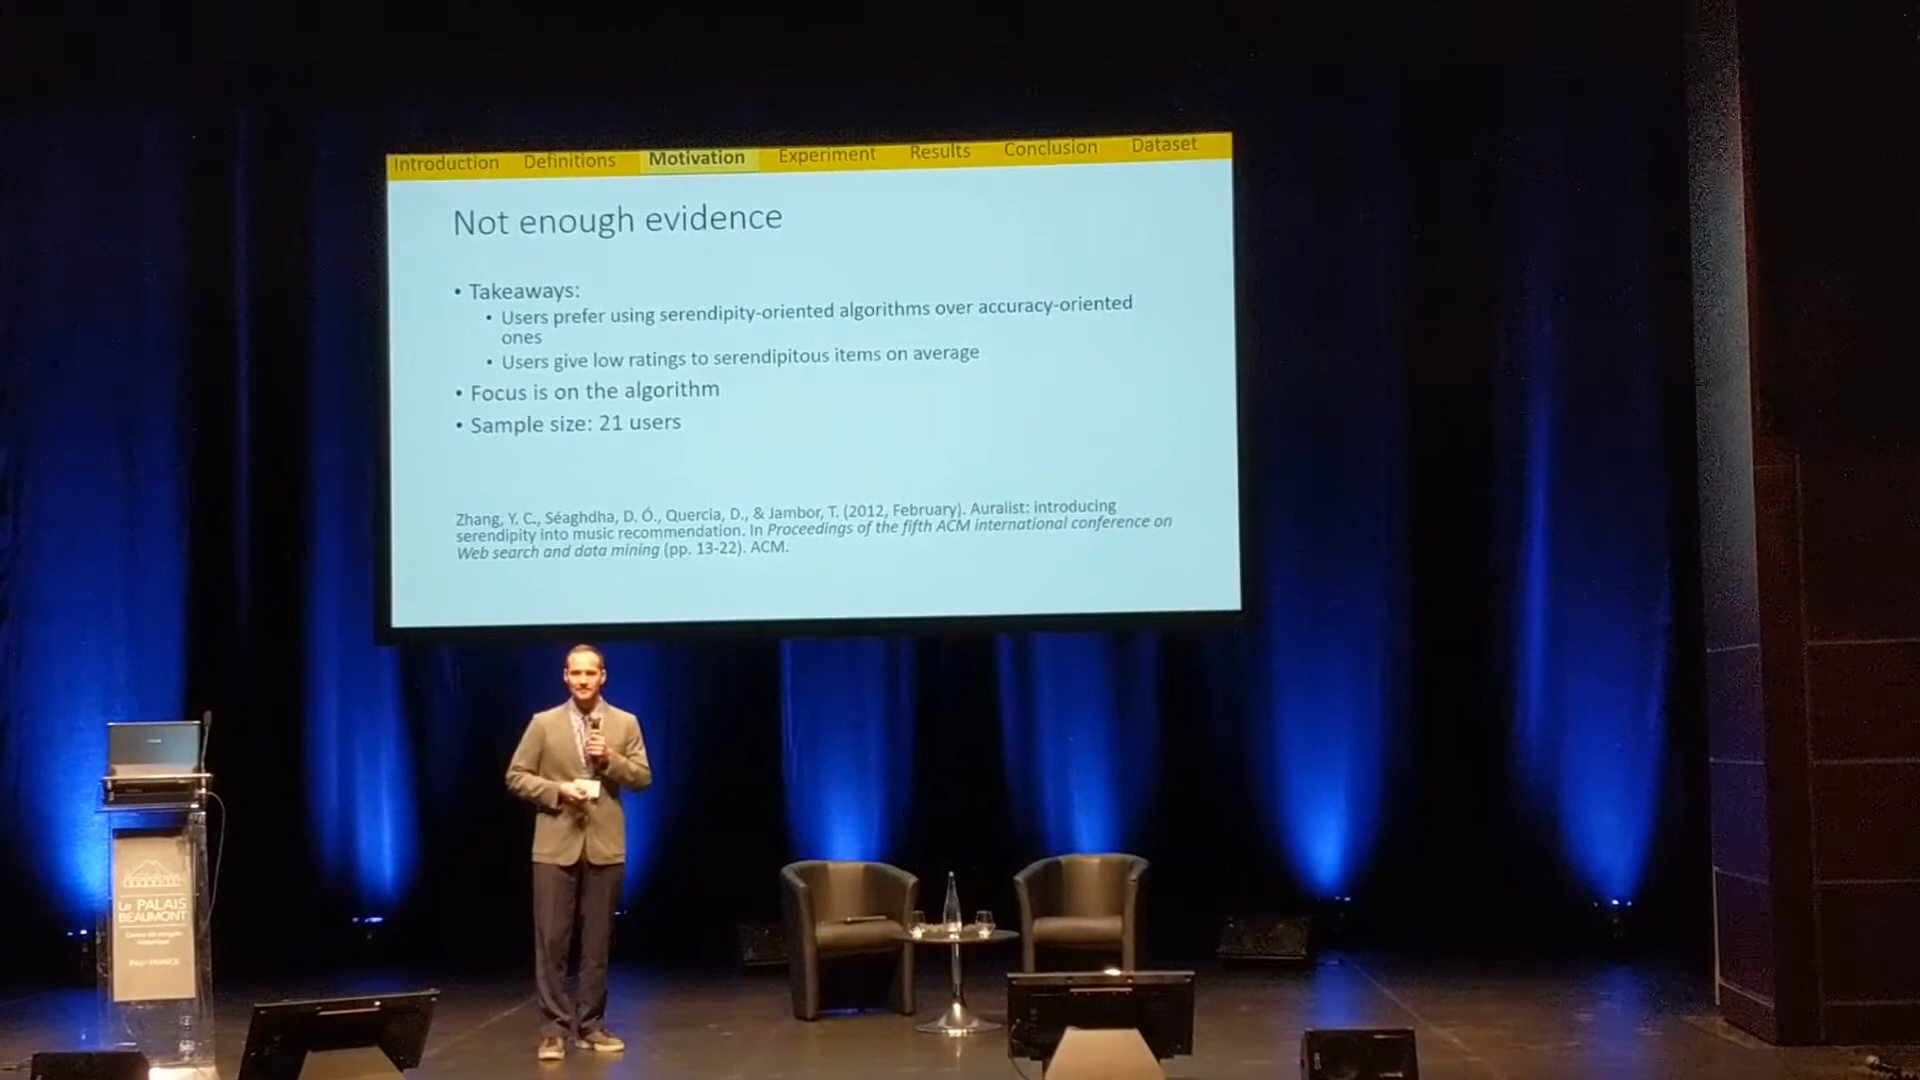 Introduction Definitions Motivation Experiment Results Conclusion Dataset
Not enough evidence
• Takeaways:
• Users prefer using serendipity-oriented algorithms over accuracy-oriented
ones
• Users give low ratings to serendipitous items on average
• Focus is on the algorithm
• Sample size: 21 users
Zhang, Y. C., Séaghdha, D. Ó., Quercia, D., & Jambor, T. (2012, February). Auralist: introducing
serendipity into music recommendation. In Proceedings of the fifth ACM international conference on
Web search and data mining (pp. 13-22). ACM.
Le PALAIS
BEAUMONT
PAU-FRANCE